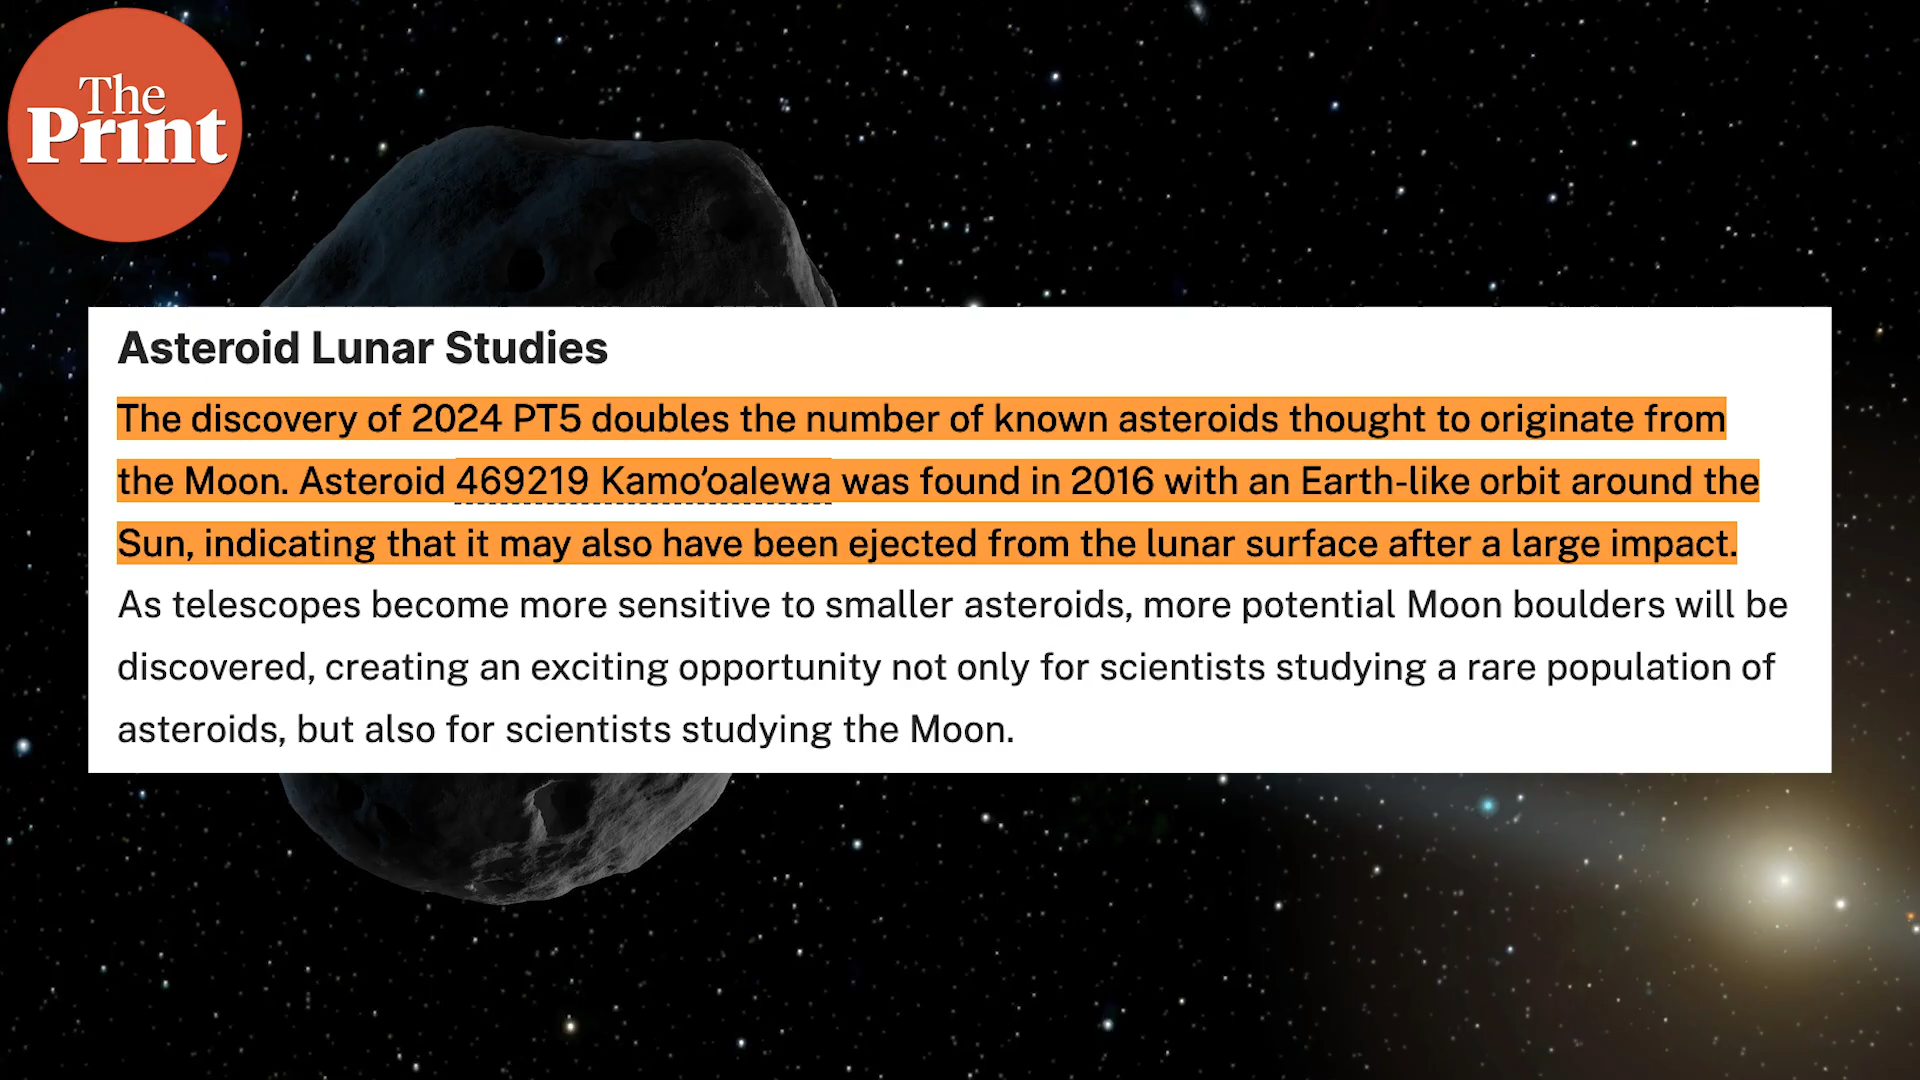 The
Print
Asteroid Lunar Studies
The discovery of 2024 PT5 doubles the number of known asteroids thought to originate from
the Moon. Asteroid 469219 Kamo’oalewa was found in 2016 with an Earth-like orbit around the
Sun, indicating that it may also have been ejected from the lunar surface after a large impact.
As telescopes become more sensitive to smaller asteroids, more potential Moon boulders will be
discovered, creating an exciting opportunity not only for scientists studying a rare population of
asteroids, but also for scientists studying the Moon.